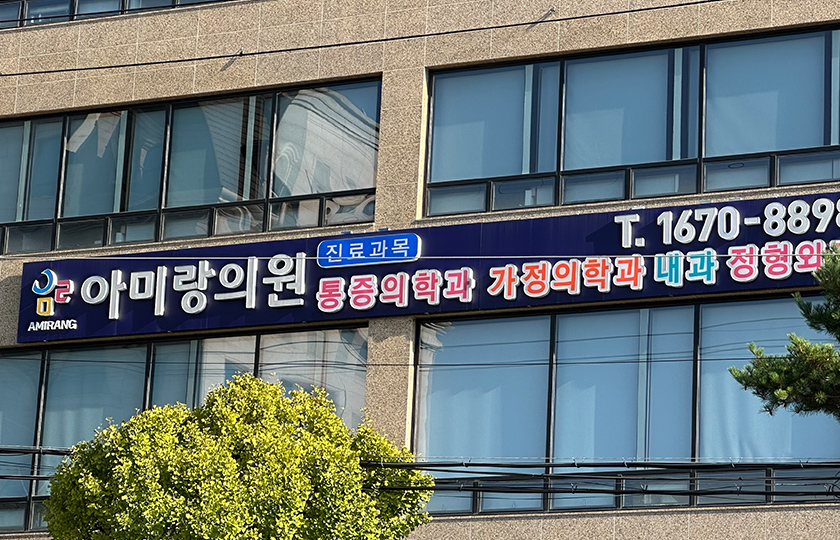 아미랑의원
AMIRANG
진료과목
T. 1670-889
통증의학과 가정의학과 내과 정형외